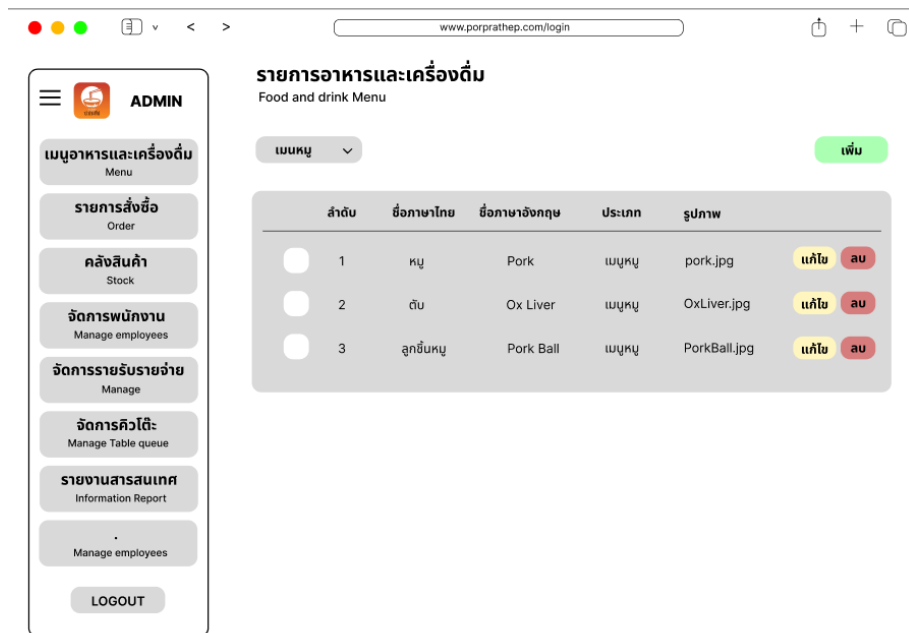 www.porprathep.com/login
ADMIN
เมนูอาหารและเครื่องดื่ม
Menu
รายการสั่งซื้อ
Order
คลังสินค้า
Stock
จัดการพนักงาน
Manage employees
จัดการรายรับรายจ่าย
Manage
จัดการคิวโต๊ะ
Manage Table queue
รายงานสารสนเทศ
Information Report
.
Manage employees
LOGOUT
รายการอาหารและเครื่องดื่ม
Food and drink Menu
เมนหมู
เพิ่ม
ลำดับ ชื่อภาษาไทย ชื่อภาษาอังกฤษ ประเภท รูปภาพ
1 หมู Pork เมนูหมู pork.jpg แก้ไข ลบ
2 ตับ Ox Liver เมนูหมู OxLiver.jpg แก้ไข ลบ
3 ลูกชิ้นหมู Pork Ball เมนูหมู PorkBall.jpg แก้ไข ลบ